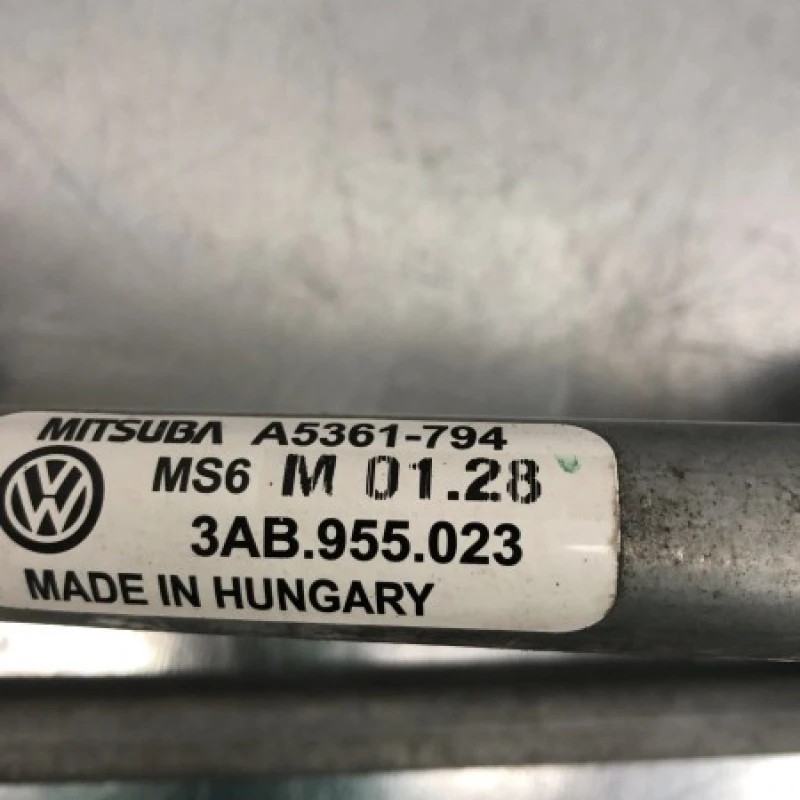 MITSUBA A5361-794
MS6 M 01.28
3AB.955.023
MADE IN HUNGARY